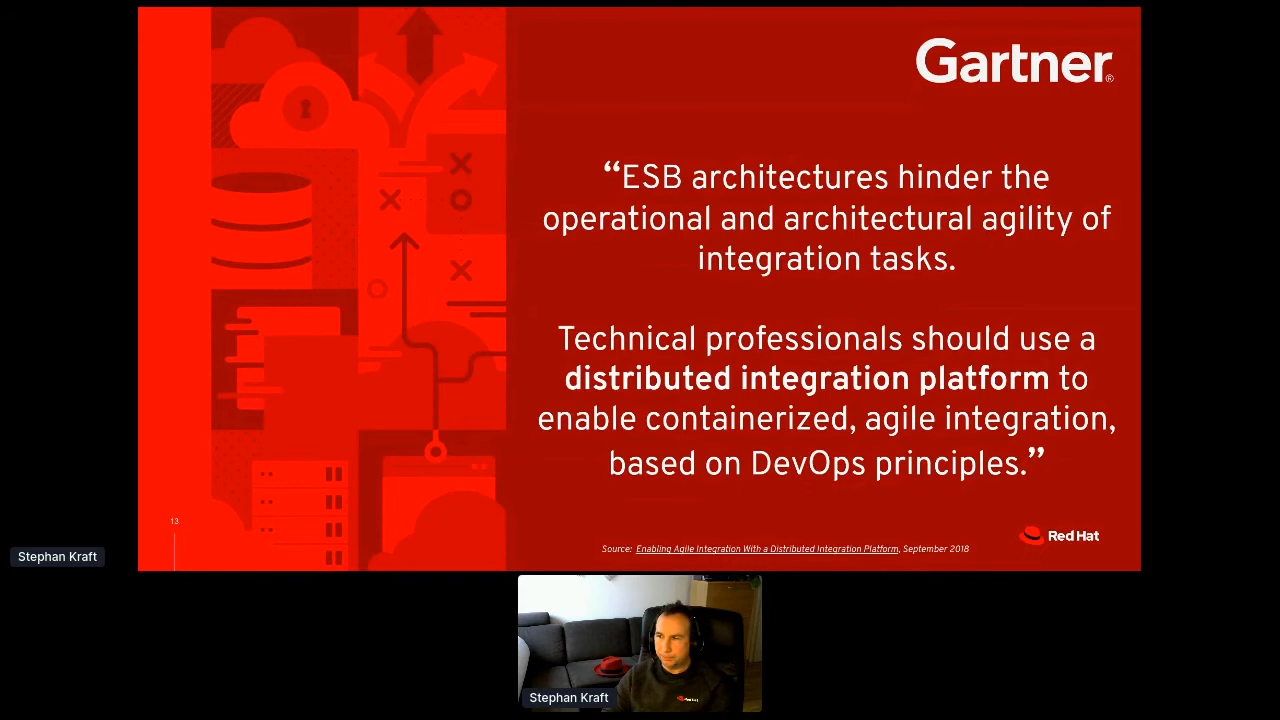 Gartner®
“ESB architectures hinder the
operational and architectural agility of
integration tasks.
Technical professionals should use a
distributed integration platform to
enable containerized, agile integration,
based on DevOps principles.”
13
Source: Enabling Agile Integration With a Distributed Integration Platform, September 2018
Red Hat
Stephan Kraft
Stephan Kraft
Red Hat